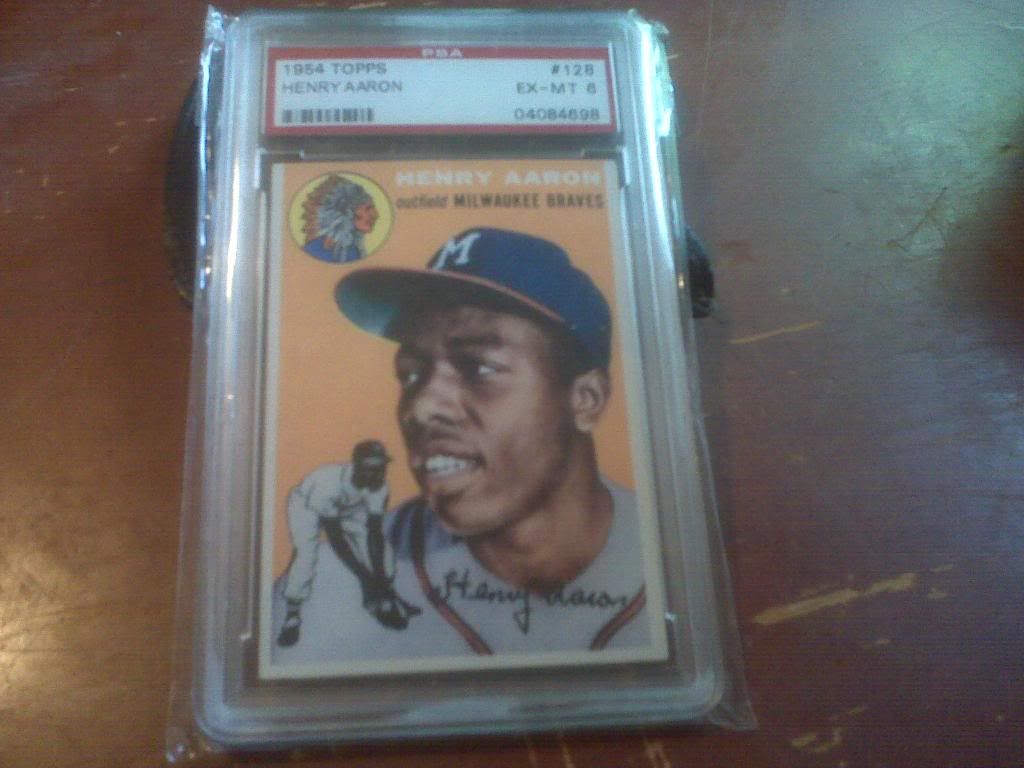 PSA
1954 TOPPS #128
HENRY AARON EX-MT 6
04084698
HENRY AARON
outfield MILWAUKEE BRAVES
M
Henry Aaron